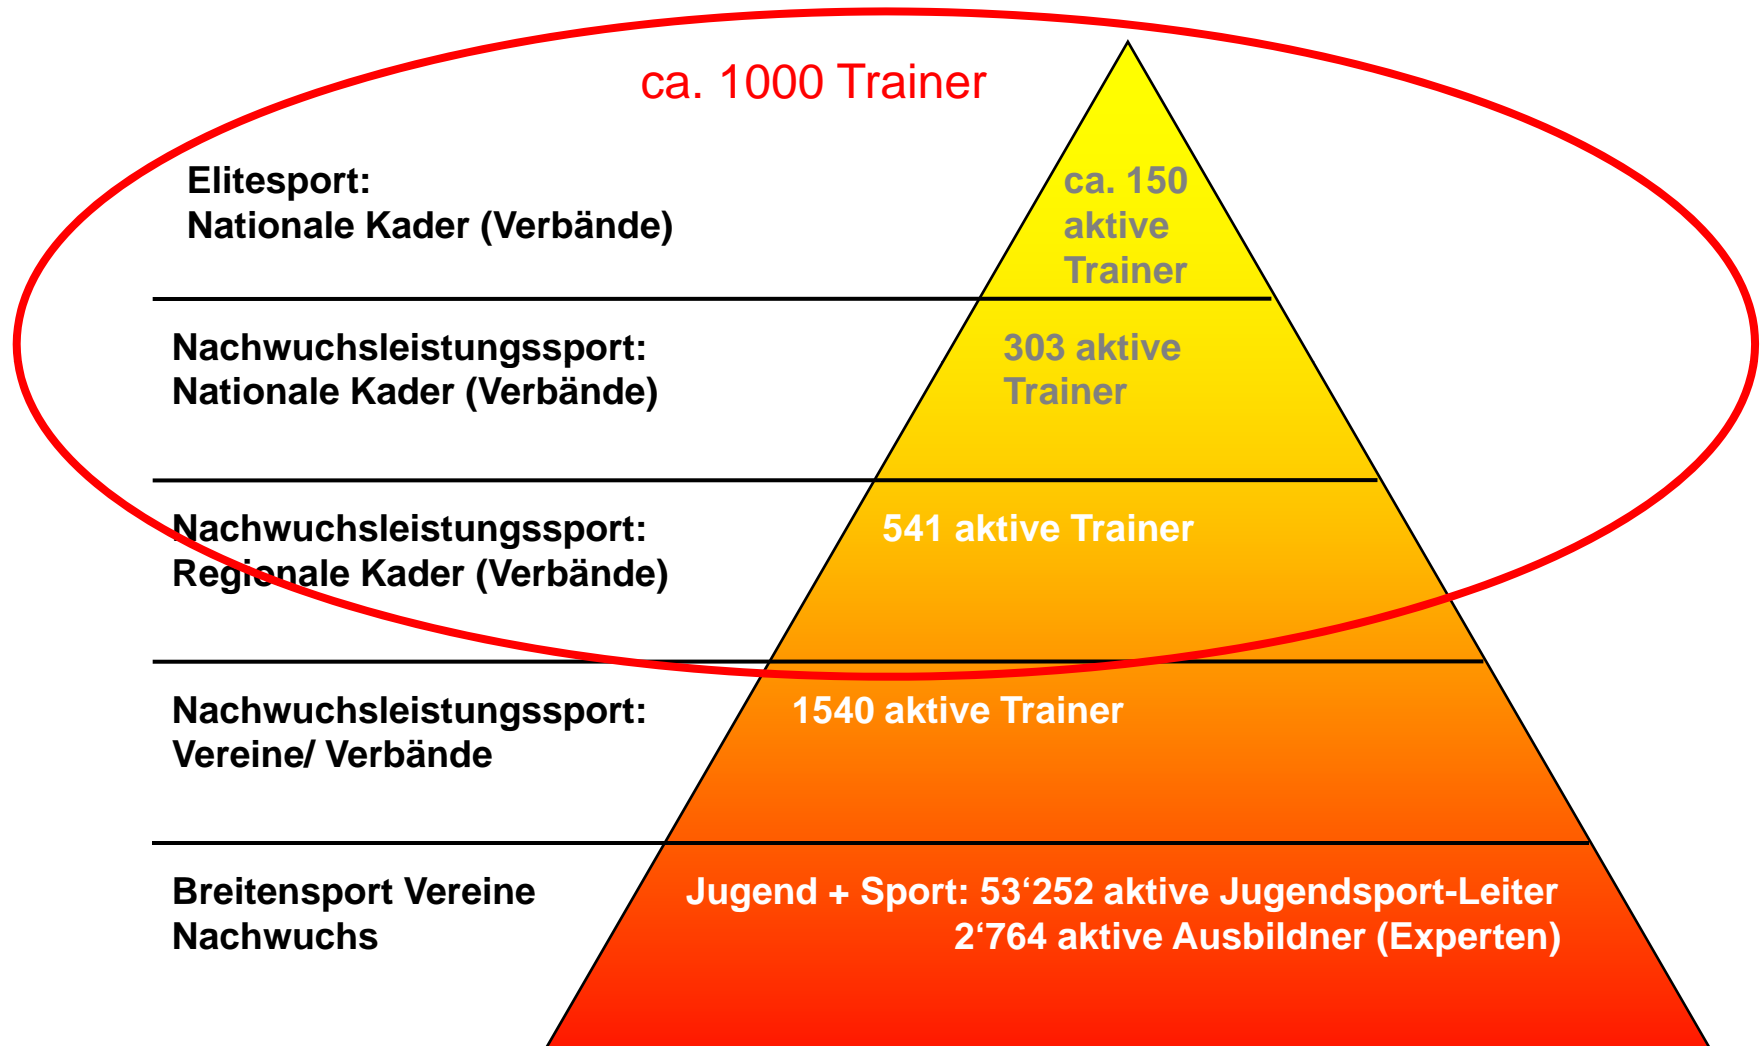 ca. 1000 Trainer
Elitesport:
Nationale Kader (Verbände)
ca. 150
aktive
Trainer
Nachwuchsleistungssport:
Nationale Kader (Verbände)
303 aktive
Trainer
Nachwuchsleistungssport:
Regionale Kader (Verbände)
541 aktive Trainer
Nachwuchsleistungssport:
Vereine/ Verbände
1540 aktive Trainer
Breitensport Vereine
Nachwuchs
Jugend + Sport: 53‘252 aktive Jugendsport-Leiter
2‘764 aktive Ausbildner (Experten)